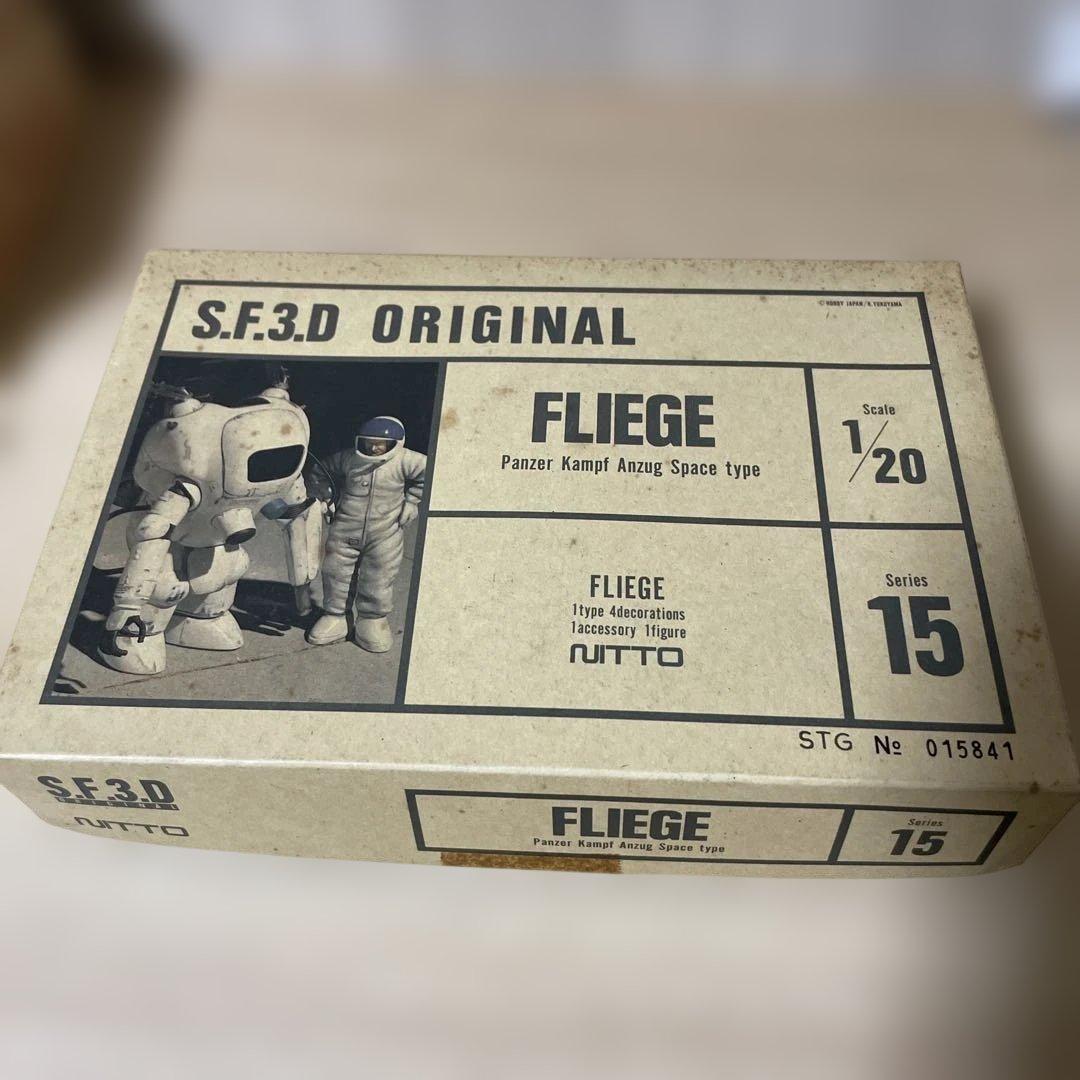 © HOBBY JAPAN/K.YOKOYAMA
S.F.3.D ORIGINAL
FLIEGE
Panzer Kampf Anzug Space type
Scale
1/20
FLIEGE
1type 4decorations
1accessory 1figure
NITTO
Series
15
STG № 015841
S.F.3.D
ORIGINAL
NITTO
FLIEGE
Panzer Kampf Anzug Space type
Series
15